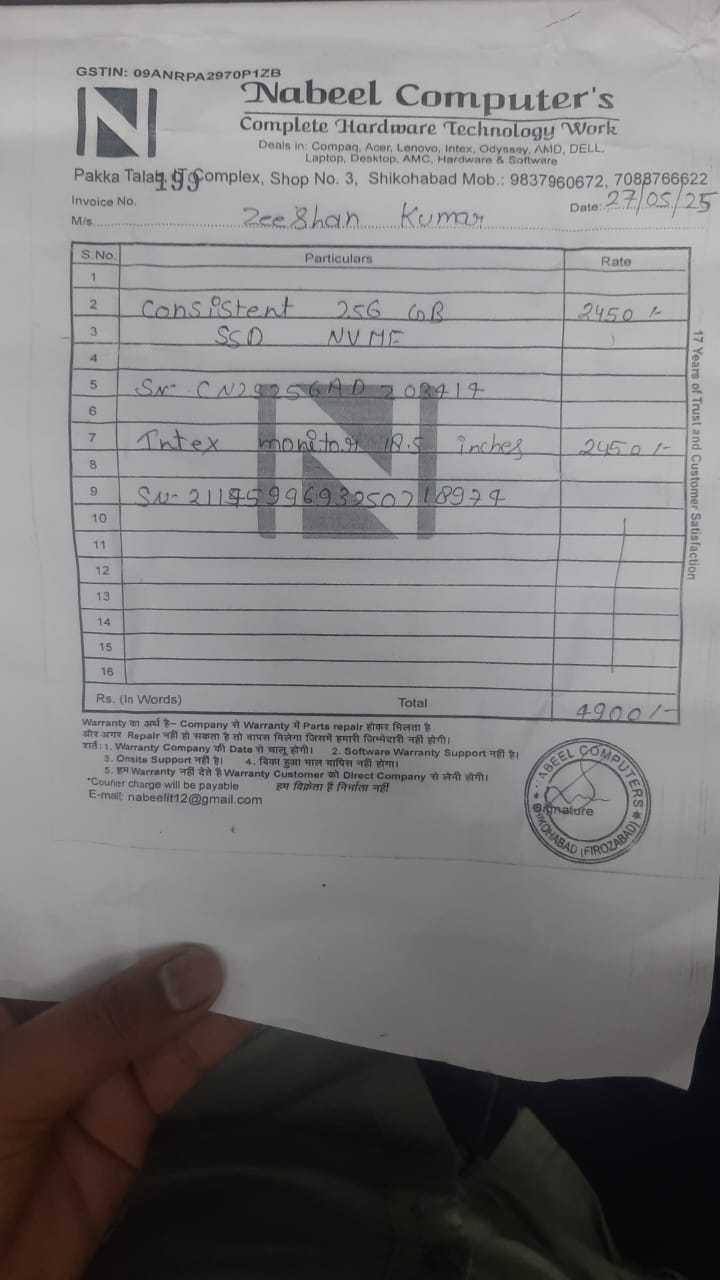 GSTIN: 09ANRPA2970P1ZB
Nabeel Computer's
Complete Hardware Technology Work
Deals in: Compaq, Acer, Lenovo, Intex, Odyssey, AMD, DELL,
Laptop, Desktop, AMC, Hardware & Software
Pakka Talab, IT Complex, Shop No. 3, Shikohabad Mob.: 9837960672, 7088766622
Invoice No. 199
Date: 27/05/25
M/s. Zeeshan Kumar
S.No. Particulars Rate
1
2 Consistent 256 GB 2450/-
3 SSD NVME
4
5 SN-
6
7 Intex monitor 18.5 inches 2450/-
8
9 SN-
10
11
12
13
14
15
16
Rs. (In Words) Total 4900/-
17 Years of Trust and Customer Satisfaction
Warranty का अर्थ है– Company से Warranty में Parts repair होकर मिलता है
और अगर Repair नहीं हो सकता है तो वापस मिलेगा जिसमें हमारी जिम्मेदारी नहीं होगी।
शर्तें: 1. Warranty Company की Date से चालू होगी। 2. Software Warranty Support नहीं है।
3. Onsite Support नहीं है। 4. बिका हुआ माल वापिस नहीं होगा।
5. हम Warranty नहीं देते है Warranty Customer को Direct Company से लेनी होगी।
*Courier charge will be payable हम विक्रेता हैं निर्माता नहीं
E-mail: nabeelit12@gmail.com
NABEEL COMPUTERS
Signature
SHIKOHABAD (FIROZABAD)